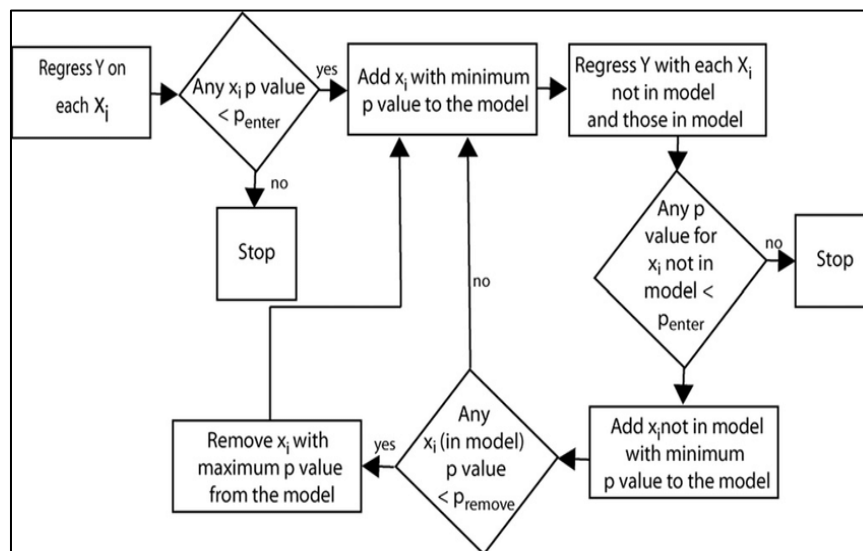 Regress Y on
each Xi
Any xi p value
< penter
yes
no
Stop
Add xi with minimum
p value to the model
Regress Y with each Xi
not in model
and those in model
Any p
value for
xi not in
model <
penter
no
Stop
Add xi not in model
with minimum
p value to the model
Any
xi (in model)
p value
< premove
no
yes
Remove xi with
maximum p value
from the model